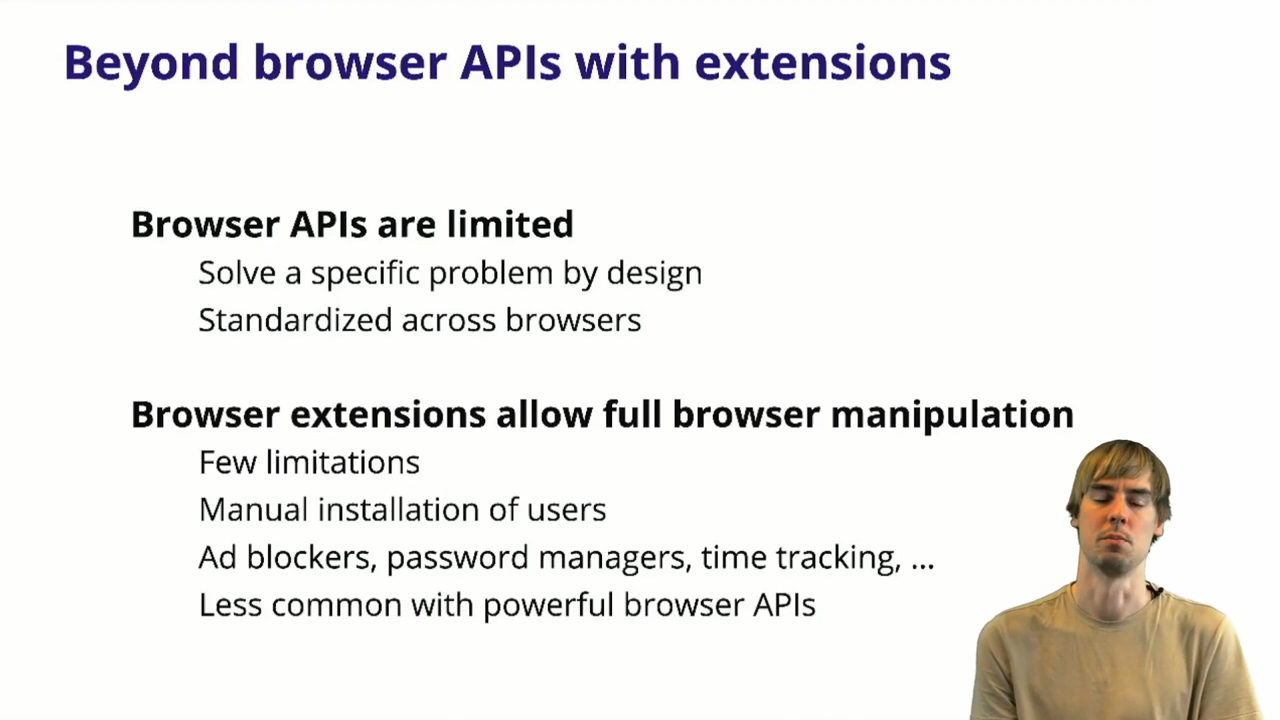 Beyond browser APIs with extensions
Browser APIs are limited
Solve a specific problem by design
Standardized across browsers
Browser extensions allow full browser manipulation
Few limitations
Manual installation of users
Ad blockers, password managers, time tracking, ...
Less common with powerful browser APIs